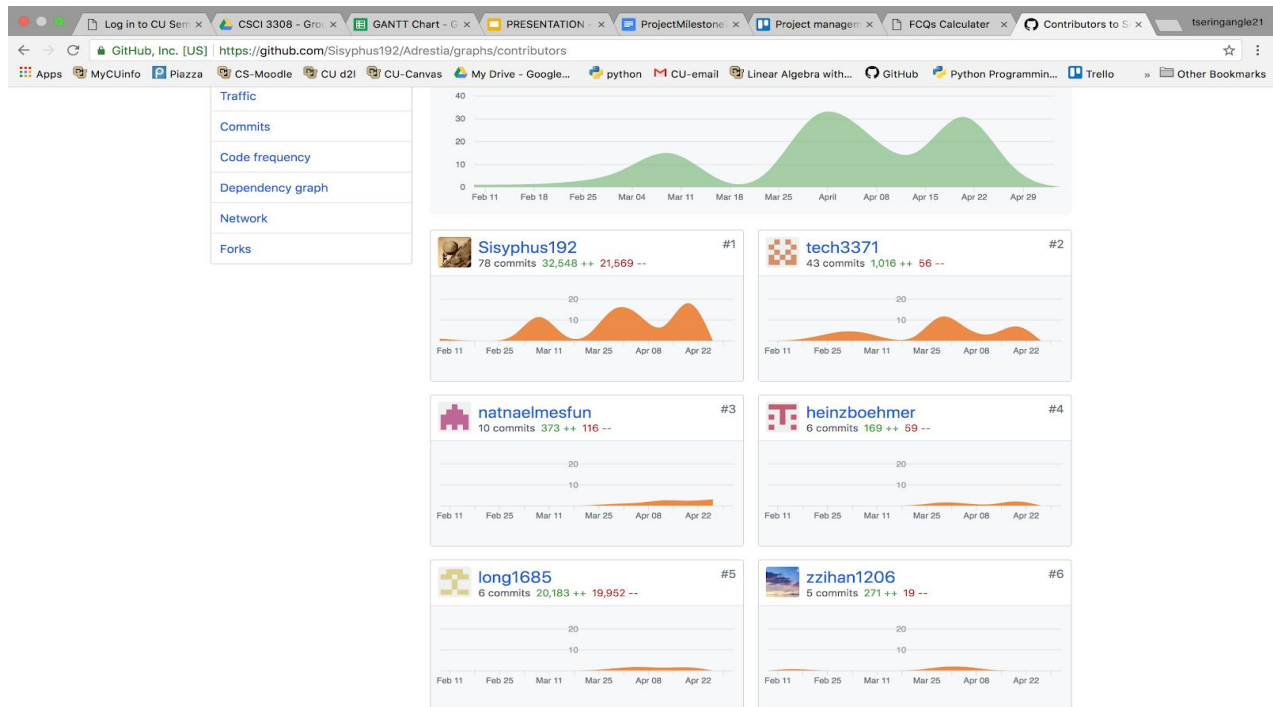 Log in to CU Sem
CSCI 3308 - Gro
GANTT Chart - G
PRESENTATION -
ProjectMilestone7
Project managem
FCQs Calculater
Contributors to Si
tseringangle21
GitHub, Inc. [US] https://github.com/Sisyphus192/Adrestia/graphs/contributors
Apps MyCUinfo Piazza CS-Moodle CU d2l CU-Canvas My Drive - Google... python CU-email Linear Algebra with... GitHub Python Programmin... Trello » Other Bookmarks
Traffic
Commits
Code frequency
Dependency graph
Network
Forks
40
30
20
10
0
Feb 11 Feb 18 Feb 25 Mar 04 Mar 11 Mar 18 Mar 25 April Apr 08 Apr 15 Apr 22 Apr 29
Sisyphus192 #1
78 commits 32,548 ++ 21,569 --
20
10
Feb 11 Feb 25 Mar 11 Mar 25 Apr 08 Apr 22
tech3371 #2
43 commits 1,016 ++ 56 --
20
10
Feb 11 Feb 25 Mar 11 Mar 25 Apr 08 Apr 22
natnaelmesfun #3
10 commits 373 ++ 116 --
20
10
Feb 11 Feb 25 Mar 11 Mar 25 Apr 08 Apr 22
heinzboehmer #4
6 commits 169 ++ 59 --
20
10
Feb 11 Feb 25 Mar 11 Mar 25 Apr 08 Apr 22
long1685 #5
6 commits 20,183 ++ 19,952 --
20
10
Feb 11 Feb 25 Mar 11 Mar 25 Apr 08 Apr 22
zzihan1206 #6
5 commits 271 ++ 19 --
20
10
Feb 11 Feb 25 Mar 11 Mar 25 Apr 08 Apr 22